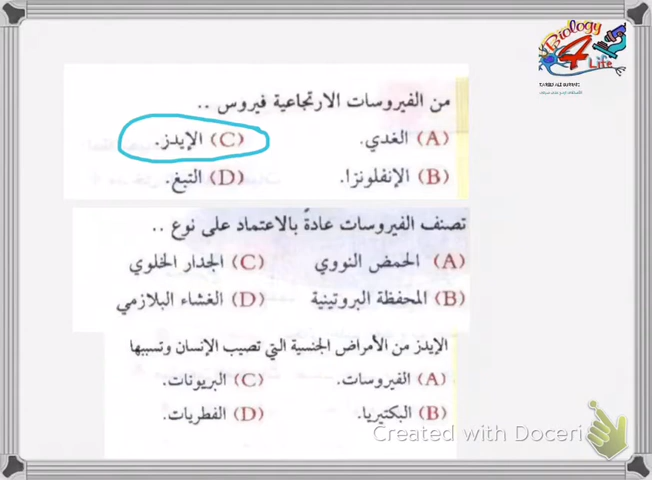 Biology
4
Life
من الفيروسات الارتجاعية فيروس ..
(A) الغدي. (C) الإيدز.
(B) الإنفلونزا. (D) التبغ.
تصنف الفيروسات عادةً بالاعتماد على نوع ..
(A) الحمض النووي (C) الجدار الخلوي
(B) المحفظة البروتينية (D) الغشاء البلازمي
الإيدز من الأمراض الجنسية التي تصيب الإنسان وتسببها
(A) الفيروسات. (C) البريونات.
(B) البكتيريا. (D) الفطريات.
Created with Doceri